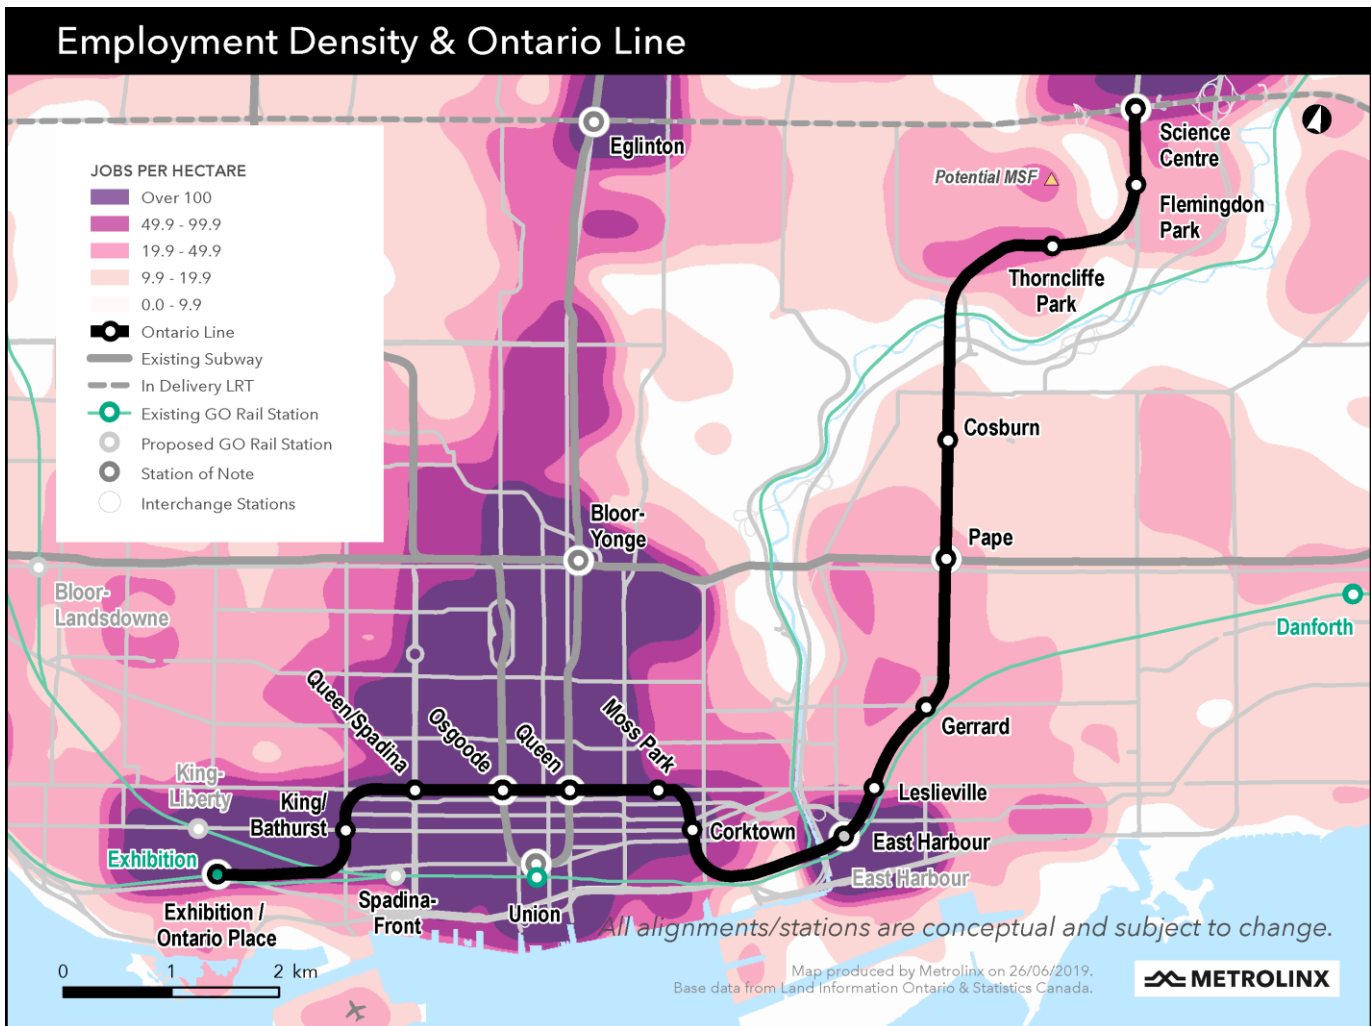 Employment Density & Ontario Line
JOBS PER HECTARE
Over 100
49.9 - 99.9
19.9 - 49.9
9.9 - 19.9
0.0 - 9.9
Ontario Line
Existing Subway
In Delivery LRT
Existing GO Rail Station
Proposed GO Rail Station
Station of Note
Interchange Stations
Eglinton
Science
Centre
Potential MSF
Flemingdon
Park
Thorncliffe
Park
Cosburn
Bloor-
Yonge
Pape
Bloor-
Landsdowne
Danforth
Queen/Spadina
Osgoode
Queen
Moss Park
Gerrard
King-
Liberty
King/
Bathurst
Leslieville
Corktown
East Harbour
Exhibition
East Harbour
Exhibition /
Ontario Place
Spadina-
Front
Union
All alignments/stations are conceptual and subject to change.
0 1 2 km
Map produced by Metrolinx on 26/06/2019.
Base data from Land Information Ontario & Statistics Canada.
METROLINX